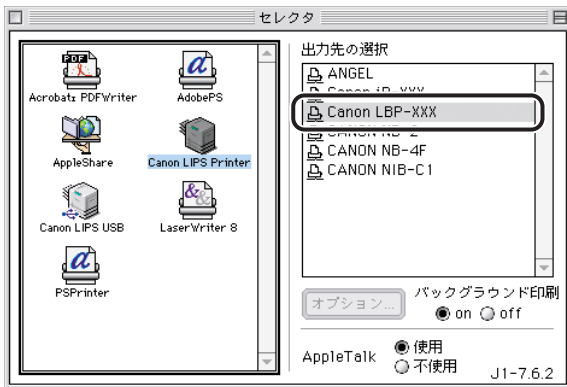 セレクタ
PDF
Acrobat™ PDFWriter
AdobePS
AppleShare
Canon LIPS Printer
Canon LIPS USB
LaserWriter 8
PSPrinter
出力先の選択
ANGEL
Canon LBP-XXX
CANON NB-4F
CANON NIB-C1
オプション...
バックグラウンド印刷
on off
AppleTalk
使用
不使用
J1-7.6.2